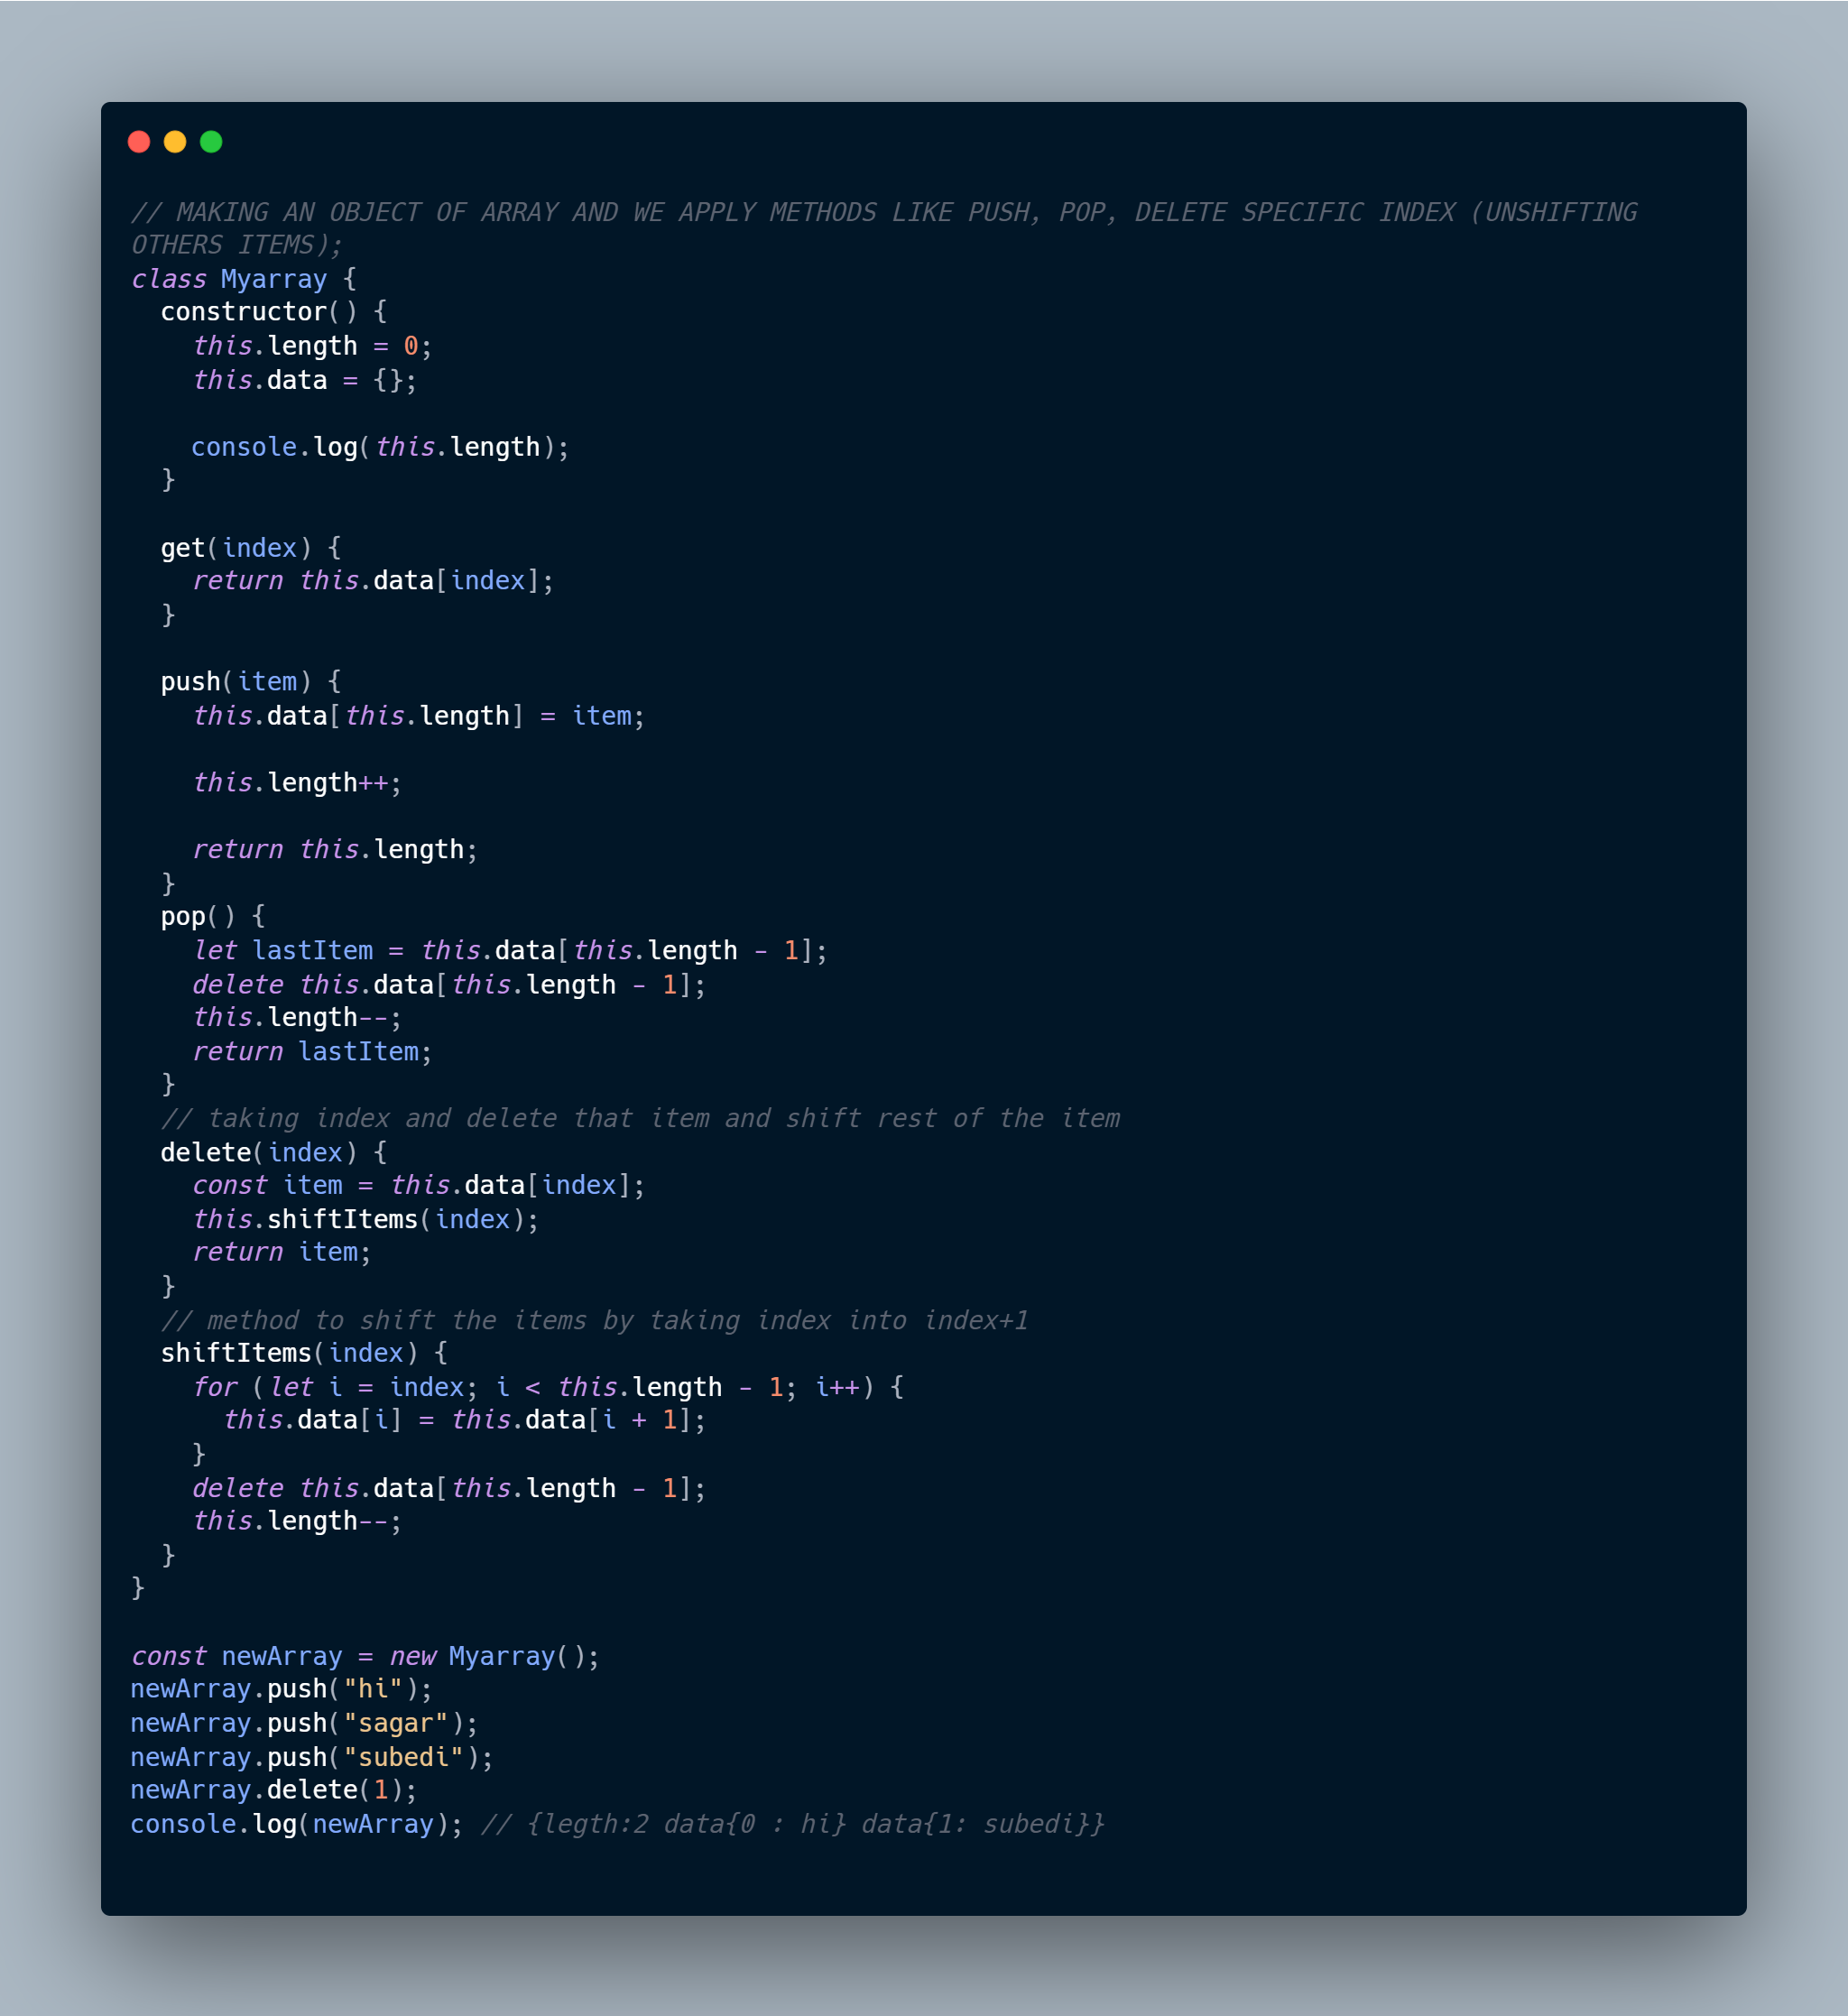 // MAKING AN OBJECT OF ARRAY AND WE APPLY METHODS LIKE PUSH, POP, DELETE SPECIFIC INDEX (UNSHIFTING
OTHERS ITEMS);
class Myarray {
  constructor() {
    this.length = 0;
    this.data = {};

    console.log(this.length);
  }

  get(index) {
    return this.data[index];
  }

  push(item) {
    this.data[this.length] = item;

    this.length++;

    return this.length;
  }
  pop() {
    let lastItem = this.data[this.length - 1];
    delete this.data[this.length - 1];
    this.length--;
    return lastItem;
  }
  // taking index and delete that item and shift rest of the item
  delete(index) {
    const item = this.data[index];
    this.shiftItems(index);
    return item;
  }
  // method to shift the items by taking index into index+1
  shiftItems(index) {
    for (let i = index; i < this.length - 1; i++) {
      this.data[i] = this.data[i + 1];
    }
    delete this.data[this.length - 1];
    this.length--;
  }
}

const newArray = new Myarray();
newArray.push("hi");
newArray.push("sagar");
newArray.push("subedi");
newArray.delete(1);
console.log(newArray); // {legth:2 data{0 : hi} data{1: subedi}}